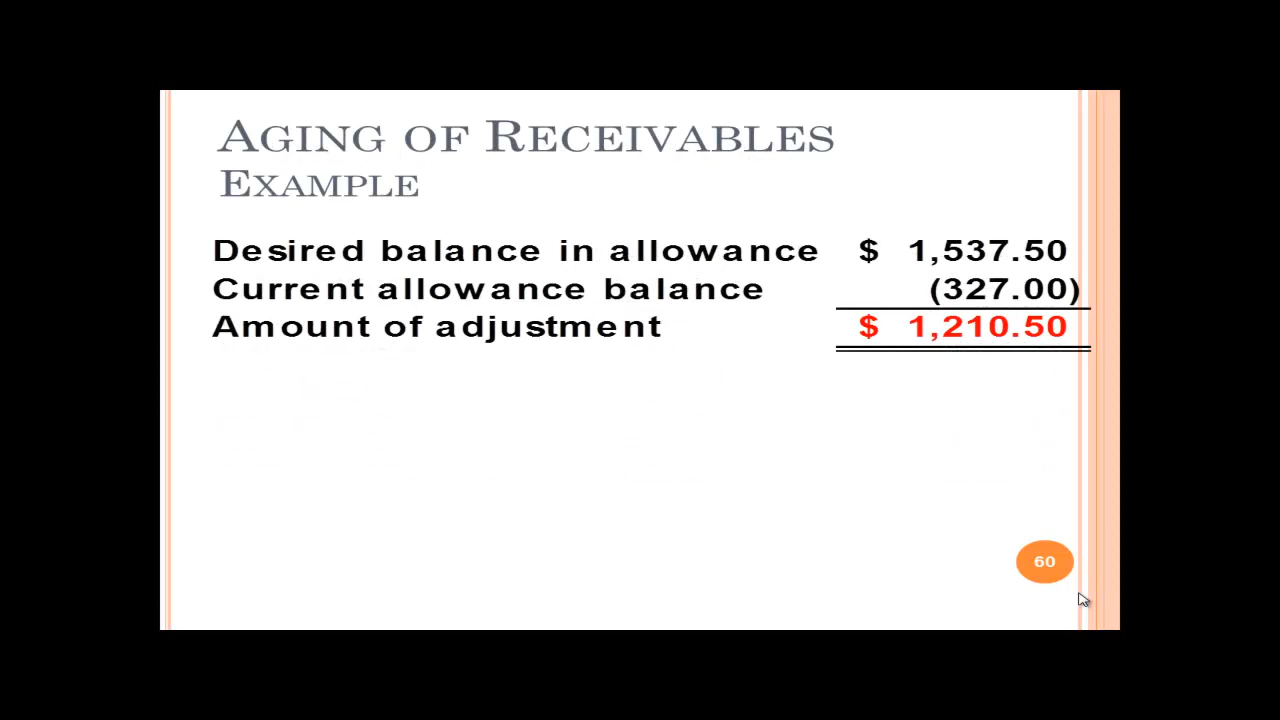 AGING OF RECEIVABLES
EXAMPLE
Desired balance in allowance $ 1,537.50
Current allowance balance (327.00)
Amount of adjustment $ 1,210.50
60